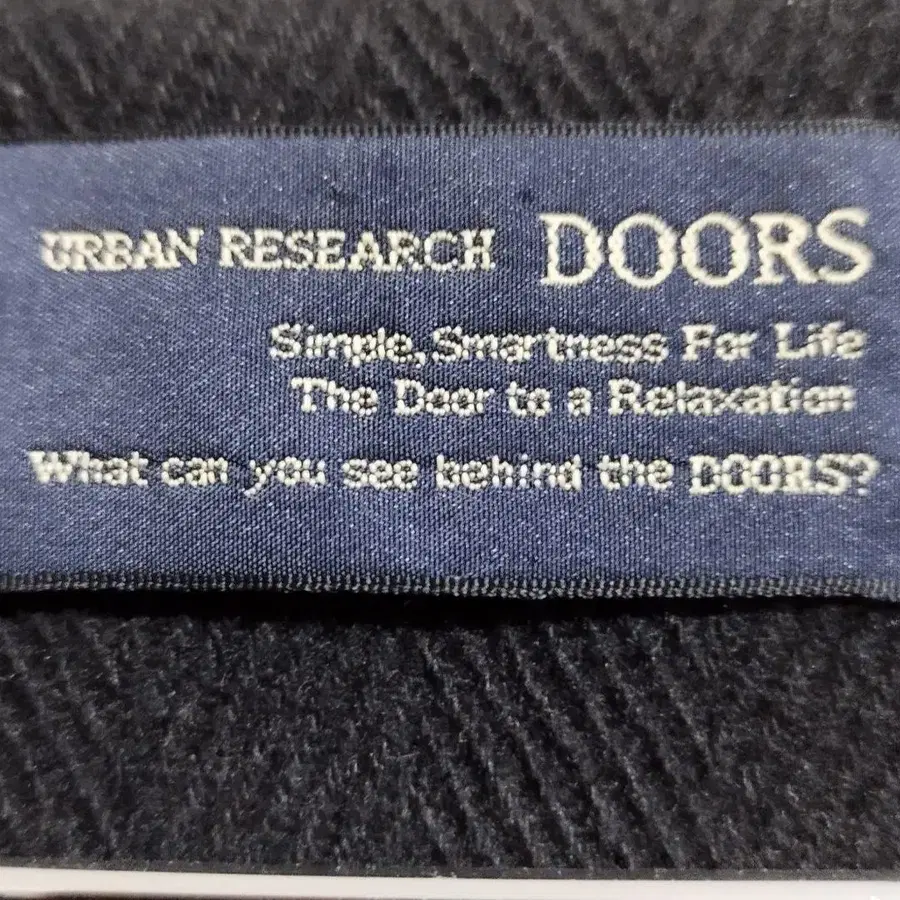 URBAN RESEARCH DOORS
Simple, Smartness For Life
The Door to a Relaxation
What can you see behind the DOORS?